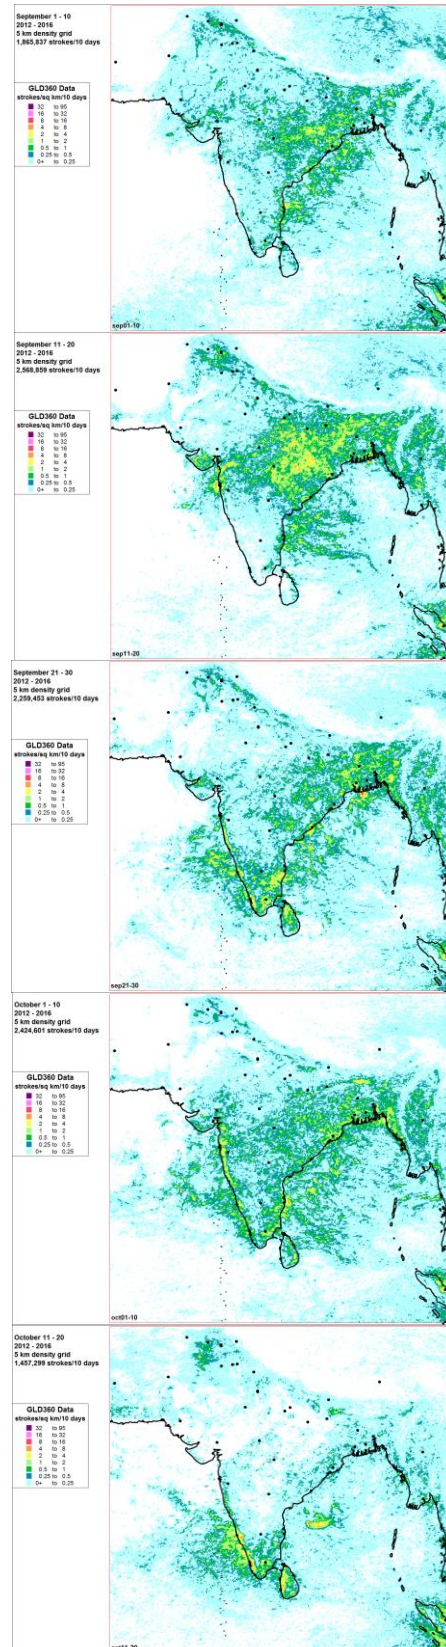 September 1 - 10
2012 - 2016
5 km density grid
1,865,837 strokes/10 days
GLD360 Data
strokes/sq km/10 days
32 to 95
16 to 32
8 to 16
4 to 8
2 to 4
1 to 2
0.5 to 1
0.25 to 0.5
0+ to 0.25
sep01-10
September 11 - 20
2012 - 2016
5 km density grid
2,568,859 strokes/10 days
GLD360 Data
strokes/sq km/10 days
32 to 95
16 to 32
8 to 16
4 to 8
2 to 4
1 to 2
0.5 to 1
0.25 to 0.5
0+ to 0.25
sep11-20
September 21 - 30
2012 - 2016
5 km density grid
2,259,453 strokes/10 days
GLD360 Data
strokes/sq km/10 days
32 to 95
16 to 32
8 to 16
4 to 8
2 to 4
1 to 2
0.5 to 1
0.25 to 0.5
0+ to 0.25
sep21-30
October 1 - 10
2012 - 2016
5 km density grid
2,424,601 strokes/10 days
GLD360 Data
strokes/sq km/10 days
32 to 95
16 to 32
8 to 16
4 to 8
2 to 4
1 to 2
0.5 to 1
0.25 to 0.5
0+ to 0.25
oct01-10
October 11 - 20
2012 - 2016
5 km density grid
1,457,299 strokes/10 days
GLD360 Data
strokes/sq km/10 days
32 to 95
16 to 32
8 to 16
4 to 8
2 to 4
1 to 2
0.5 to 1
0.25 to 0.5
0+ to 0.25